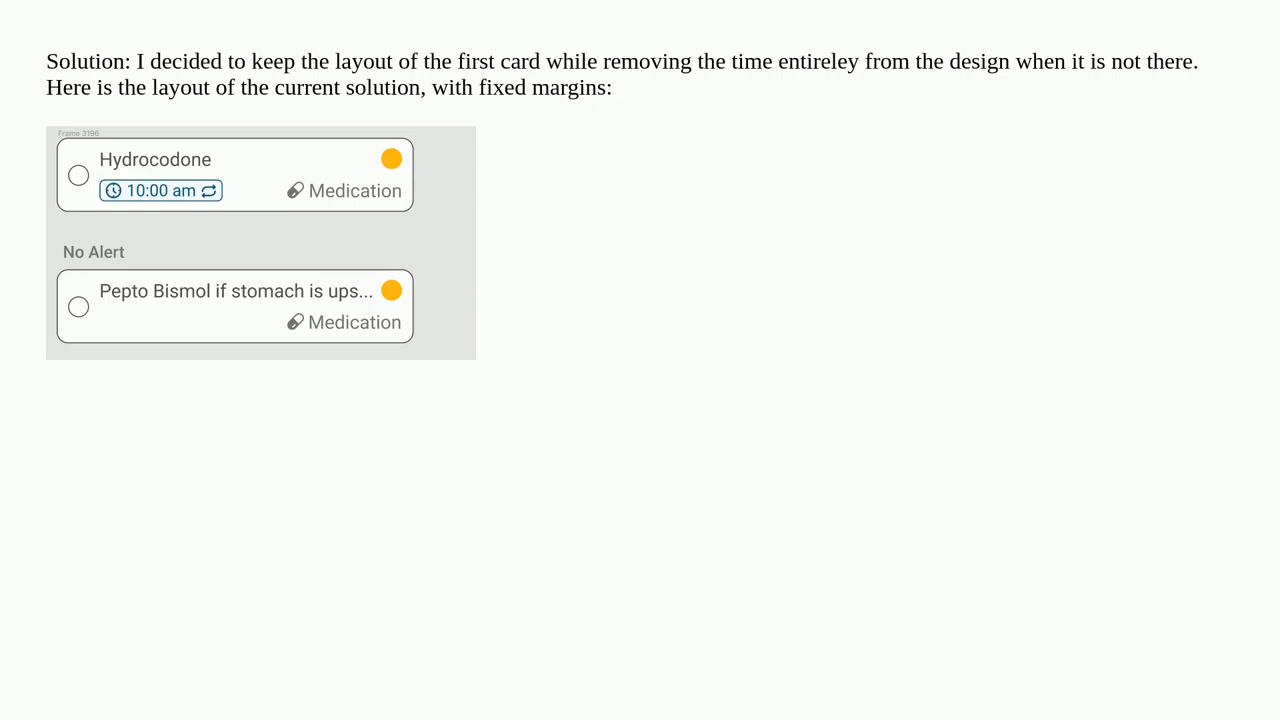 Solution: I decided to keep the layout of the first card while removing the time entireley from the design when it is not there.
Here is the layout of the current solution, with fixed margins:
Frame 3196
Hydrocodone
10:00 am
Medication
No Alert
Pepto Bismol if stomach is ups...
Medication